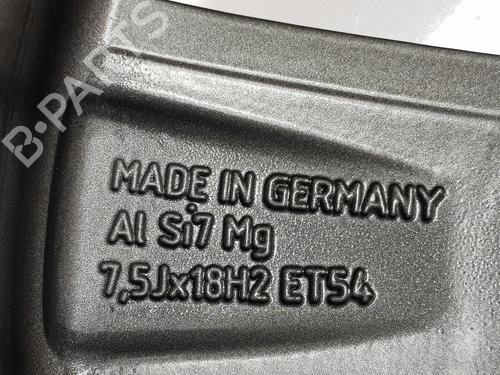 B-PARTS
MADE IN GERMANY
Al Si7 Mg
7,5Jx18H2 ET54